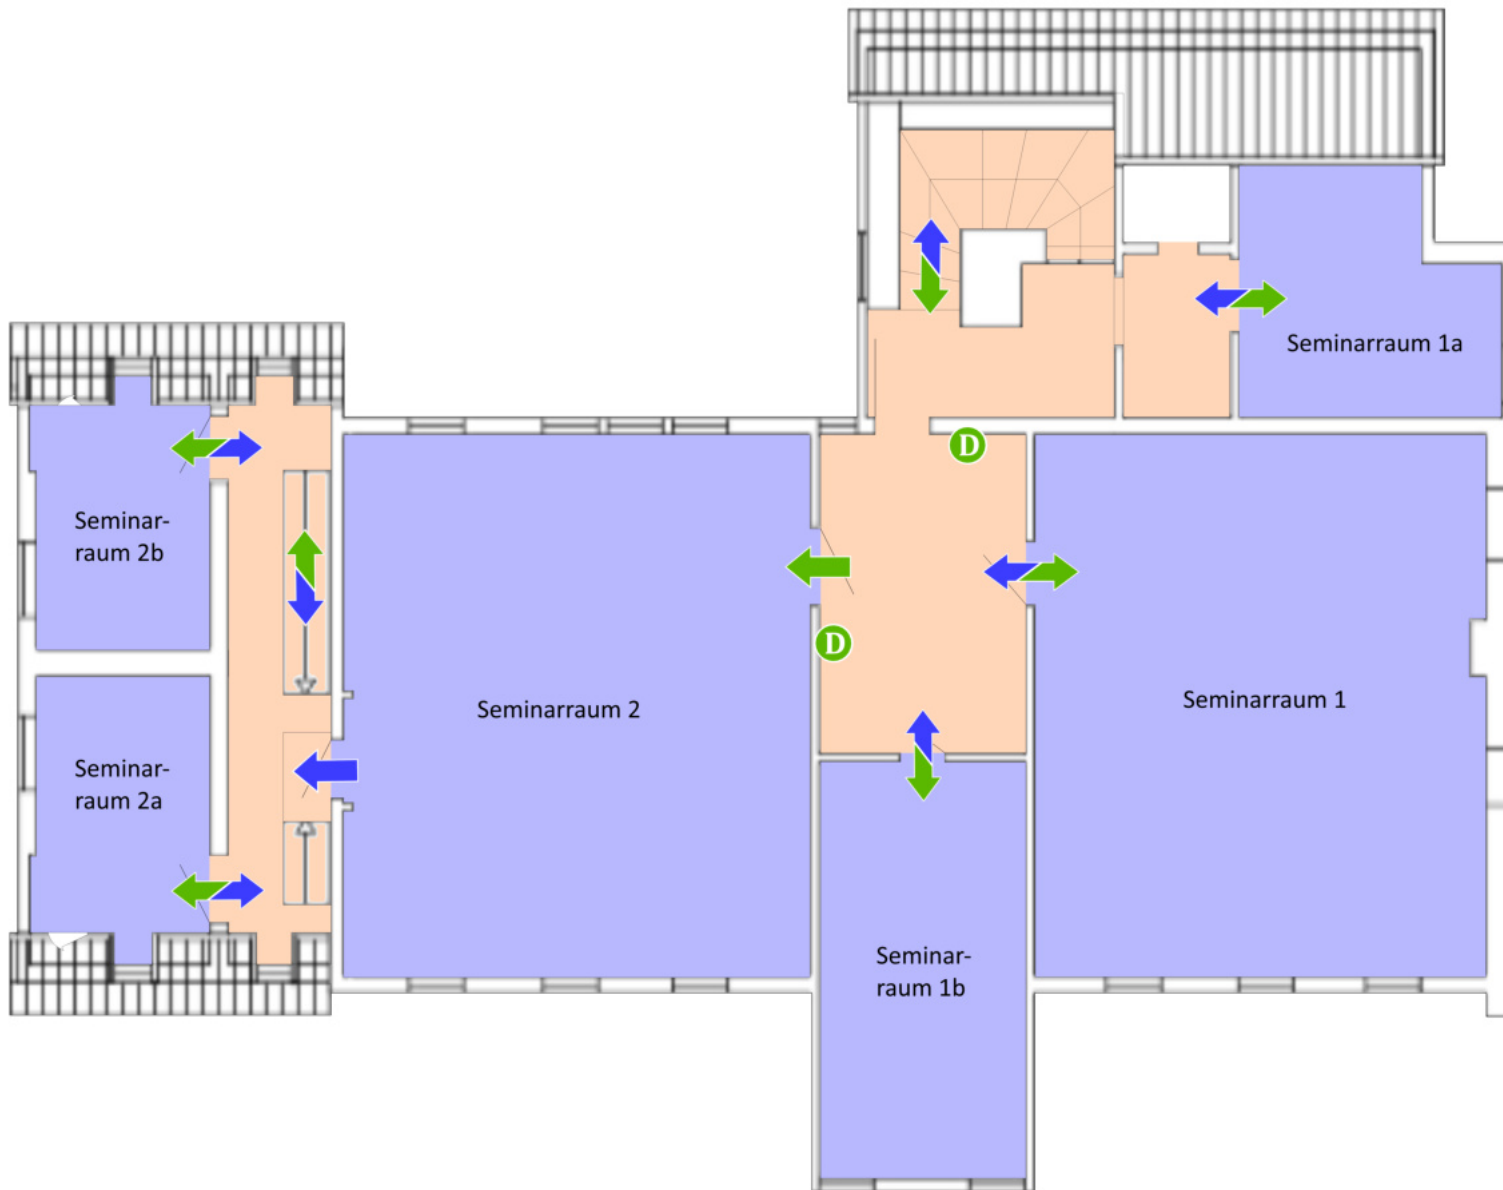 Seminarraum 1a
D
Seminar-
raum 2b
D
Seminarraum 2
Seminarraum 1
Seminar-
raum 2a
Seminar-
raum 1b